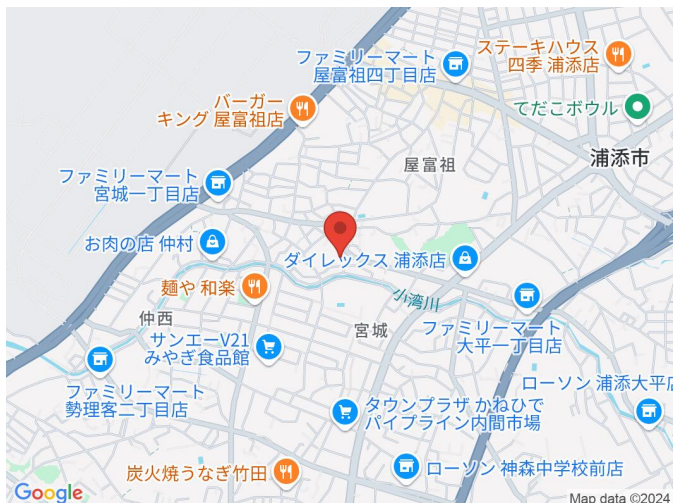 ファミリーマート
屋富祖四丁目店
ステーキハウス
四季 浦添店
バーガー
キング 屋富祖店
てだこボウル
浦添市
屋富祖
ファミリーマート
宮城一丁目店
お肉の店 仲村
ダイレックス 浦添店
麺や 和楽
小湾川
仲西
宮城
ファミリーマート
大平一丁目店
サンエーV21
みやぎ食品館
ファミリーマート
勢理客二丁目店
ローソン 浦添大平店
タウンプラザ かねひで
パイプライン内間市場
炭火焼うなぎ竹田
ローソン 神森中学校前店
Google
Map data ©2024